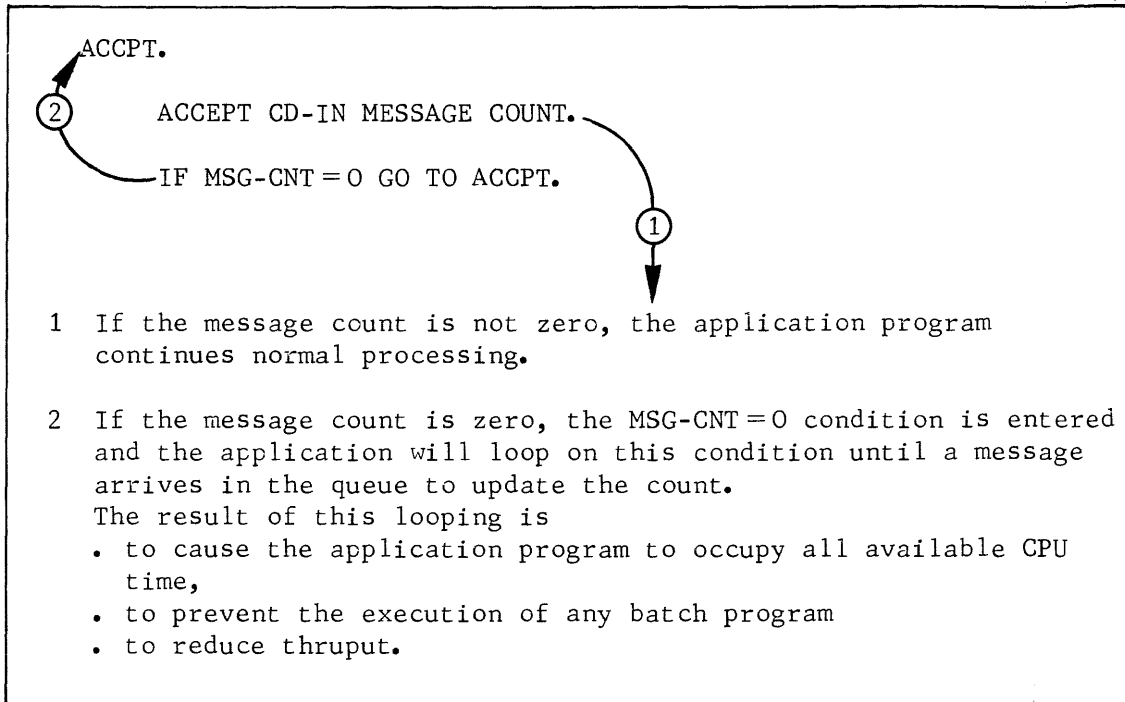 ACCPT.
2 ACCEPT CD-IN MESSAGE COUNT.
IF MSG-CNT = 0 GO TO ACCPT.
1
1 If the message count is not zero, the application program
continues normal processing.
2 If the message count is zero, the MSG-CNT = 0 condition is entered
and the application will loop on this condition until a message
arrives in the queue to update the count.
The result of this looping is
. to cause the application program to occupy all available CPU
time,
. to prevent the execution of any batch program
. to reduce thruput.